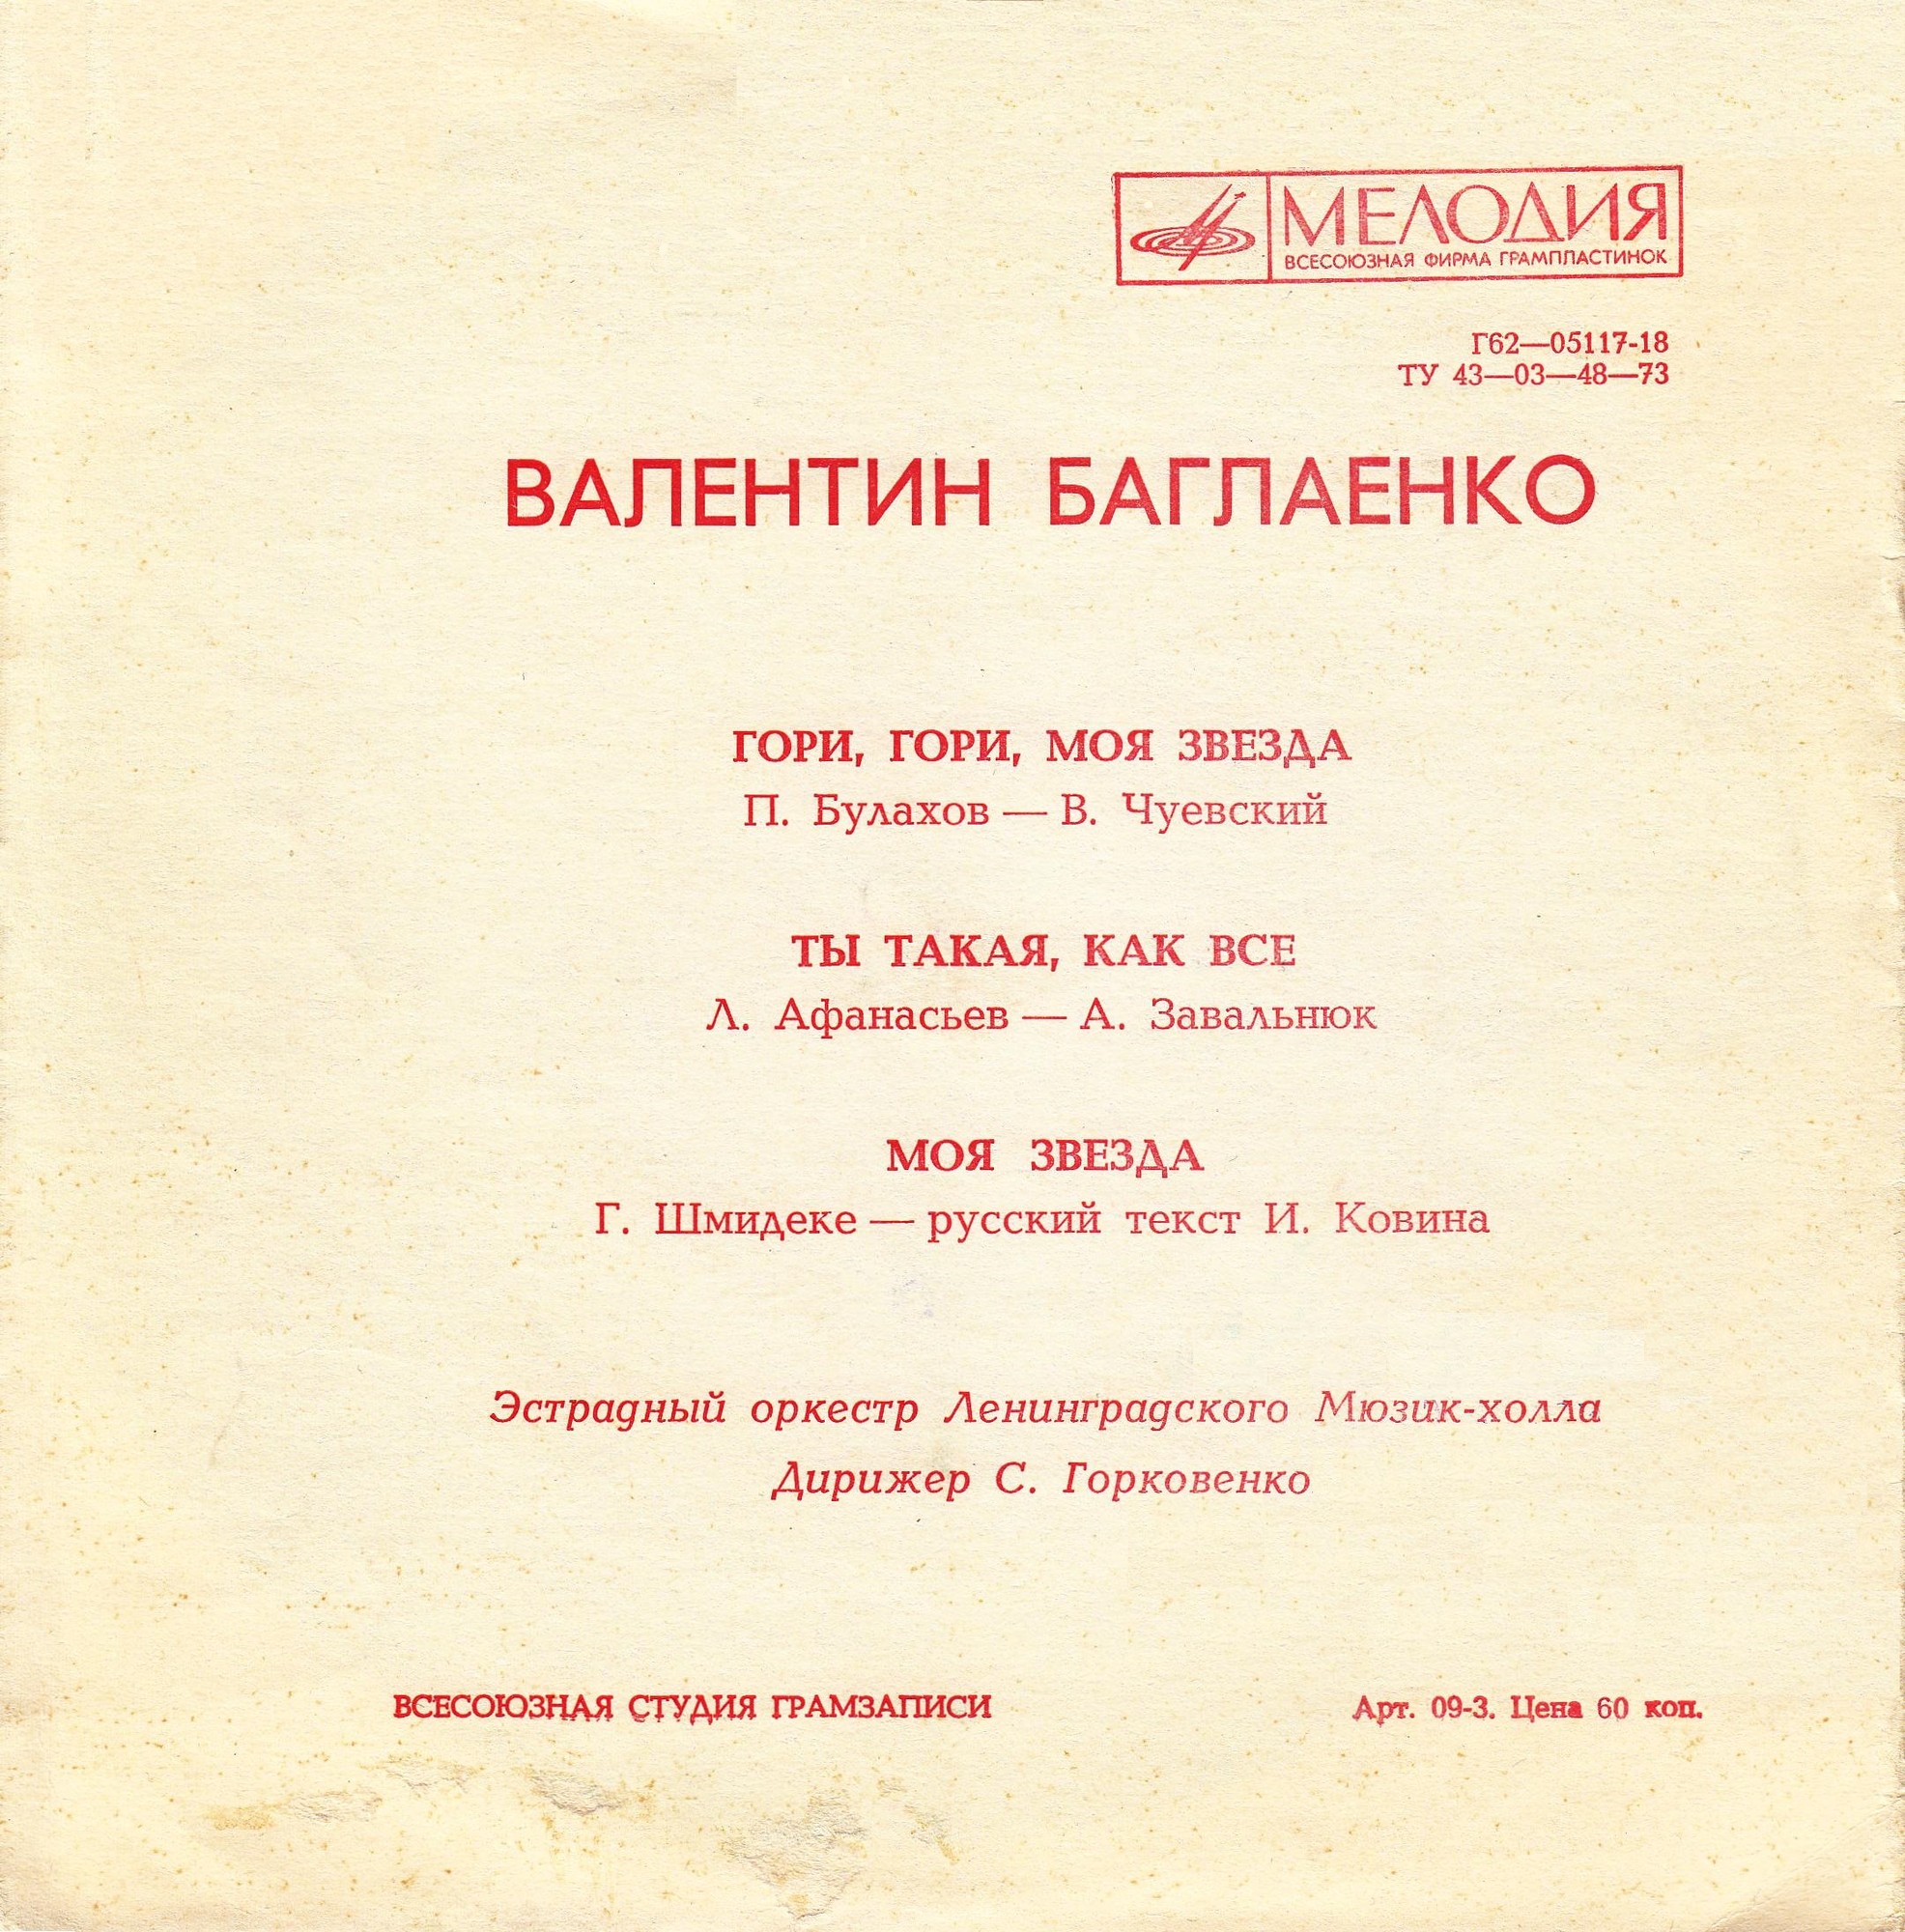 МЕЛОДИЯ
ВСЕСОЮЗНАЯ ФИРМА ГРАМПЛАСТИНОК
Г62—05117-18
ТУ 43—03—48—73
ВАЛЕНТИН БАГЛАЕНКО
ГОРИ, ГОРИ, МОЯ ЗВЕЗДА
П. Булахов — В. Чуевский
ТЫ ТАКАЯ, КАК ВСЕ
Л. Афанасьев — А. Завальнюк
МОЯ ЗВЕЗДА
Г. Шмидеке — русский текст И. Ковина
Эстрадный оркестр Ленинградского Мюзик-холла
Дирижер С. Горковенко
ВСЕСОЮЗНАЯ СТУДИЯ ГРАМЗАПИСИ
Арт. 09-3. Цена 60 коп.